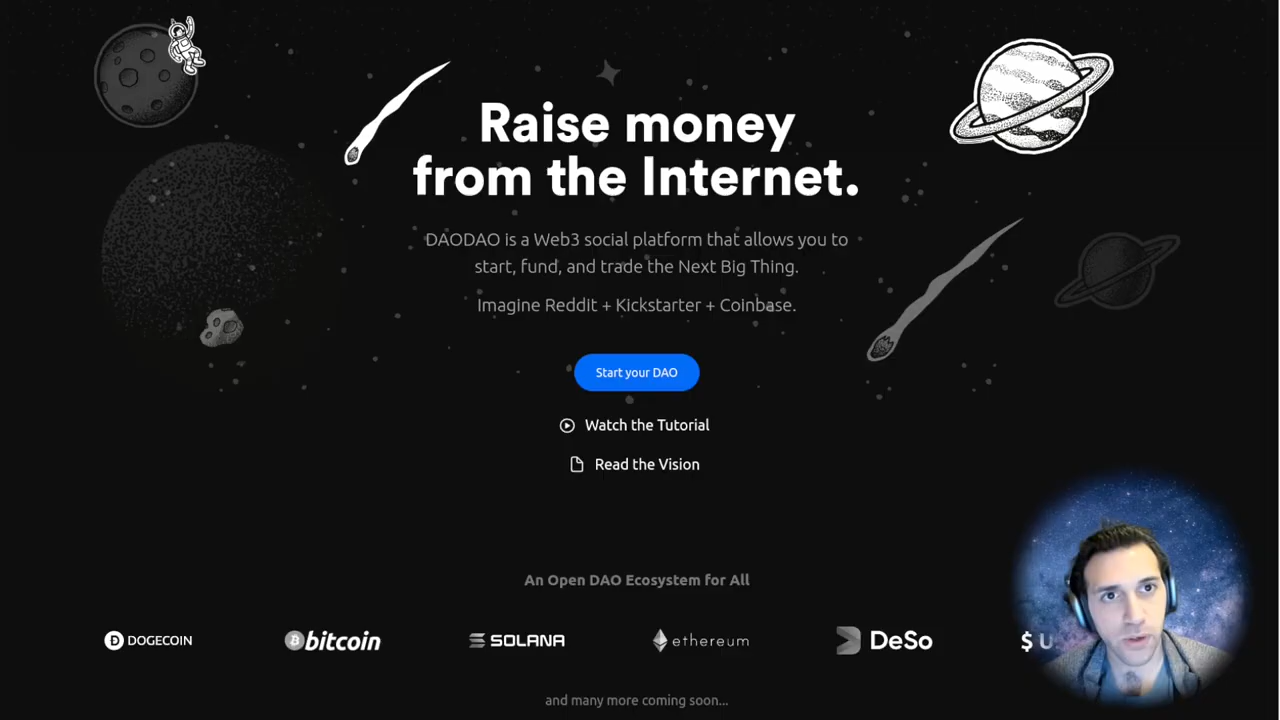 Raise money
from the Internet.
DAODAO is a Web3 social platform that allows you to
start, fund, and trade the Next Big Thing.
Imagine Reddit + Kickstarter + Coinbase.
Start your DAO
Watch the Tutorial
Read the Vision
An Open DAO Ecosystem for All
DOGECOIN
bitcoin
SOLANA
ethereum
DeSo
and many more coming soon...